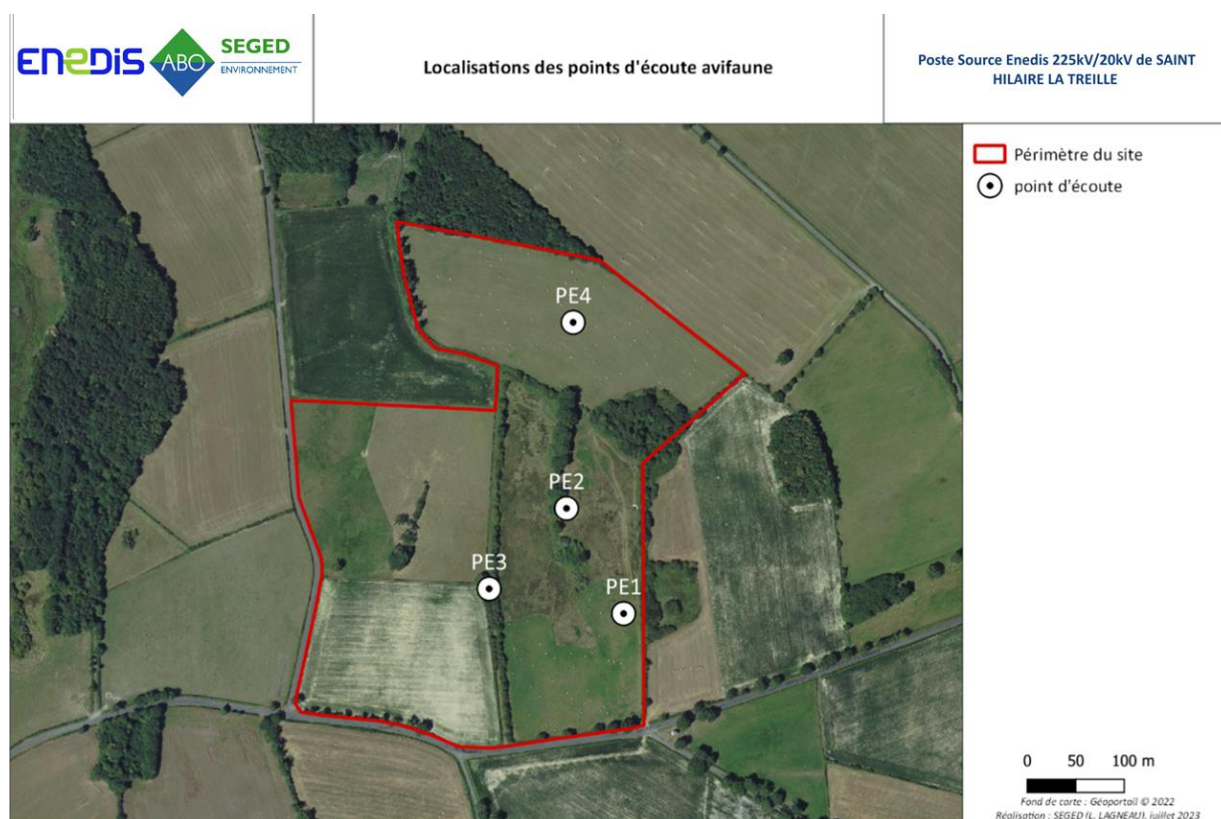 ENEDIS
ABO
SEGED
ENVIRONNEMENT
Localisations des points d'écoute avifaune
Poste Source Enedis 225kV/20kV de SAINT
HILAIRE LA TREILLE
Périmètre du site
point d'écoute
PE4
PE2
PE3
PE1
0 50 100 m
Fond de carte : Géoportail © 2022
Réalisation : SEGED (L. LAGNEAU), juillet 2023